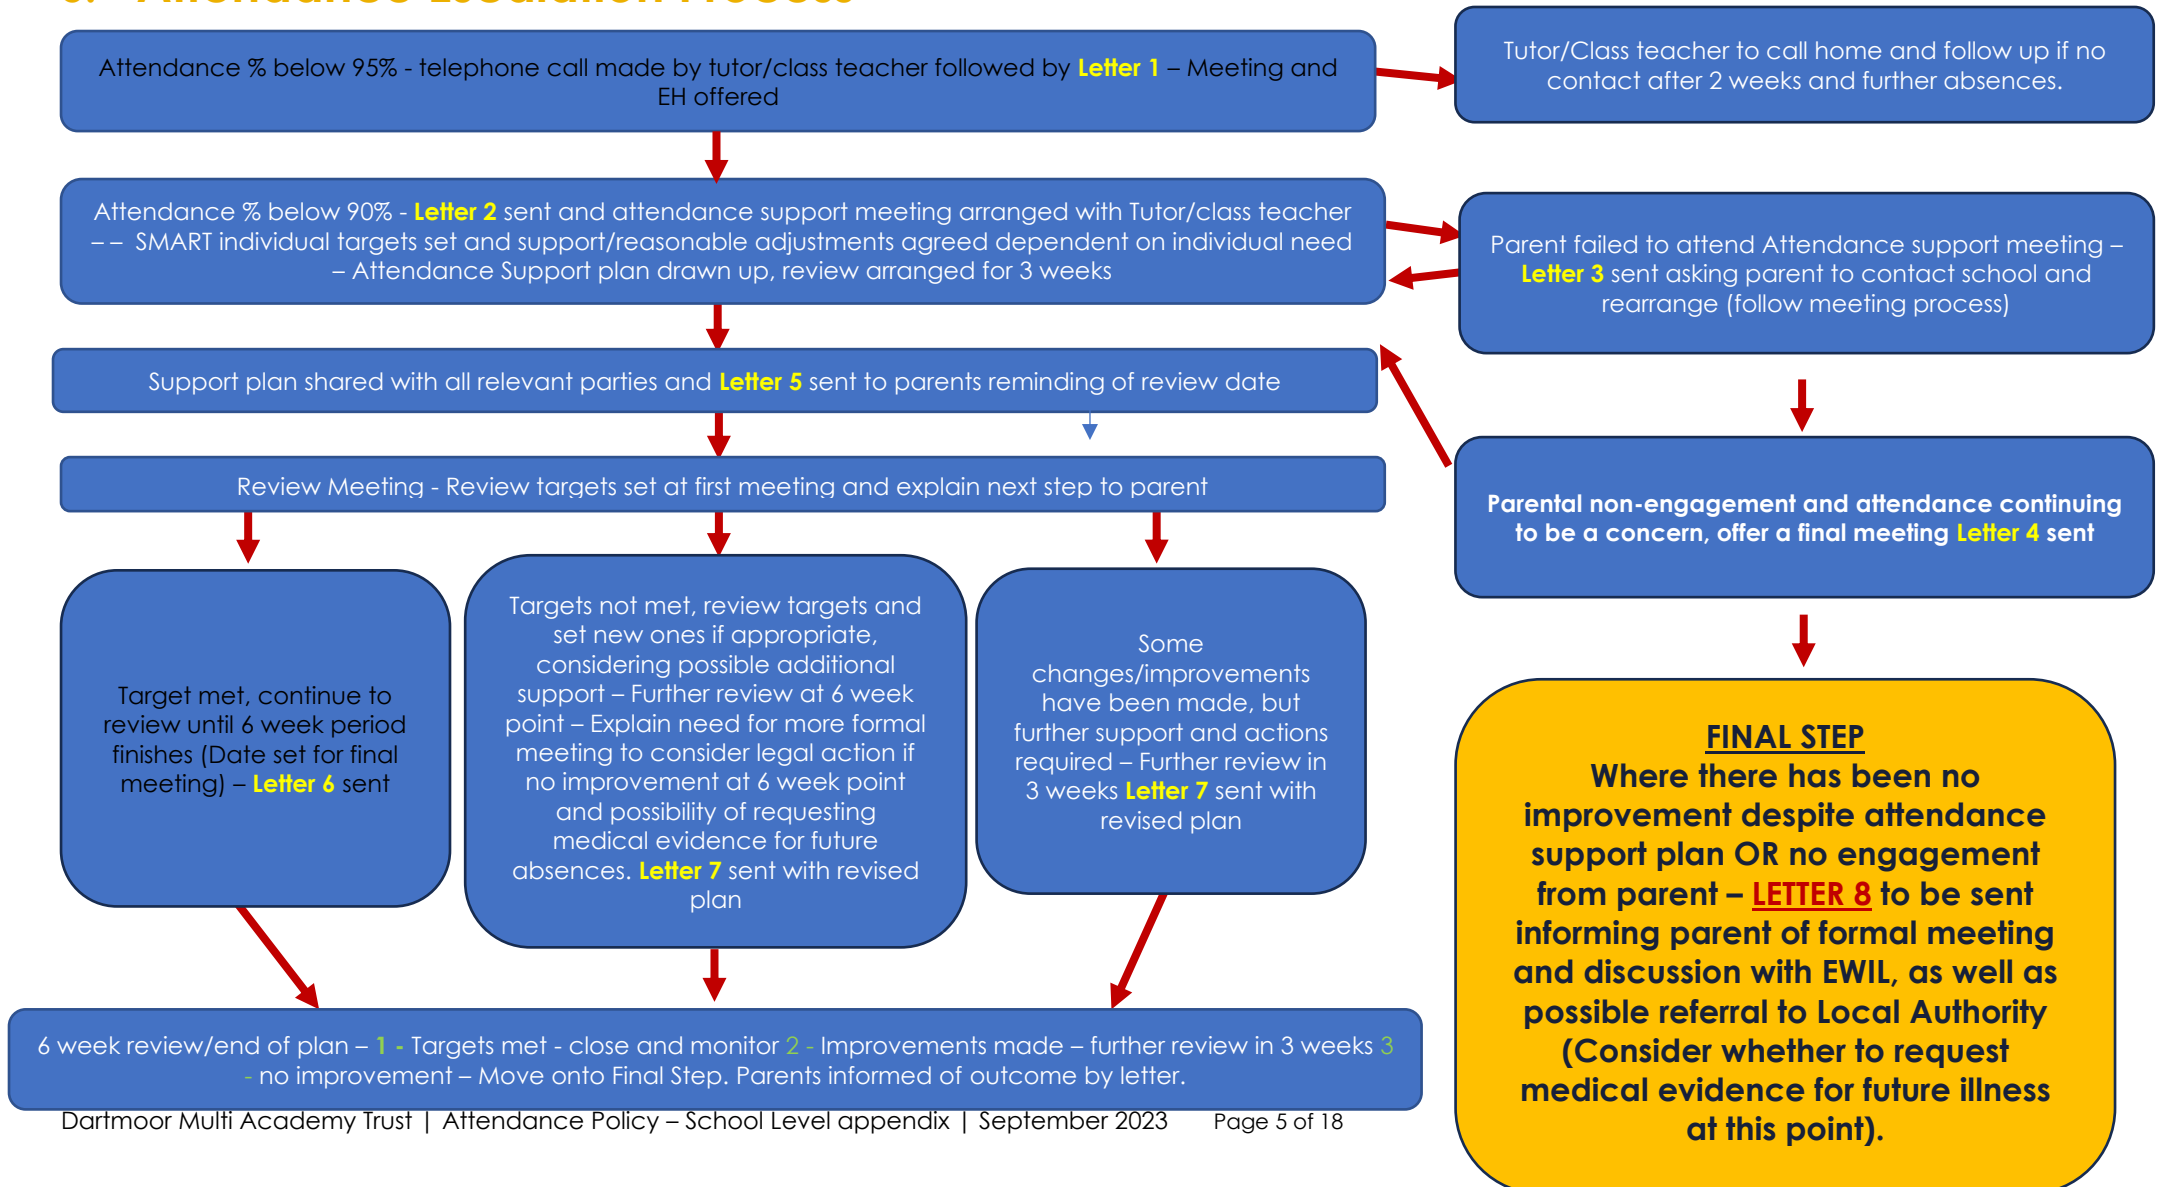 Attendance Escalation Process
Attendance % below 95% - telephone call made by tutor/class teacher followed by Letter 1 – Meeting and
EH offered
Tutor/Class teacher to call home and follow up if no
contact after 2 weeks and further absences.
Attendance % below 90% - Letter 2 sent and attendance support meeting arranged with Tutor/class teacher
– – SMART individual targets set and support/reasonable adjustments agreed dependent on individual need
– Attendance Support plan drawn up, review arranged for 3 weeks
Parent failed to attend Attendance support meeting –
Letter 3 sent asking parent to contact school and
rearrange (follow meeting process)
Support plan shared with all relevant parties and Letter 5 sent to parents reminding of review date
Review Meeting - Review targets set at first meeting and explain next step to parent
Parental non-engagement and attendance continuing
to be a concern, offer a final meeting Letter 4 sent
Target met, continue to
review until 6 week period
finishes (Date set for final
meeting) – Letter 6 sent
Targets not met, review targets and
set new ones if appropriate,
considering possible additional
support – Further review at 6 week
point – Explain need for more formal
meeting to consider legal action if
no improvement at 6 week point
and possibility of requesting
medical evidence for future
absences. Letter 7 sent with revised
plan
Some
changes/improvements
have been made, but
further support and actions
required – Further review in
3 weeks Letter 7 sent with
revised plan
FINAL STEP
Where there has been no
improvement despite attendance
support plan OR no engagement
from parent – LETTER 8 to be sent
informing parent of formal meeting
and discussion with EWIL, as well as
possible referral to Local Authority
(Consider whether to request
medical evidence for future illness
at this point).
6 week review/end of plan – 1 - Targets met - close and monitor 2 - Improvements made – further review in 3 weeks 3
- no improvement – Move onto Final Step. Parents informed of outcome by letter.
Dartmoor Multi Academy Trust | Attendance Policy – School Level appendix | September 2023 Page 5 of 18